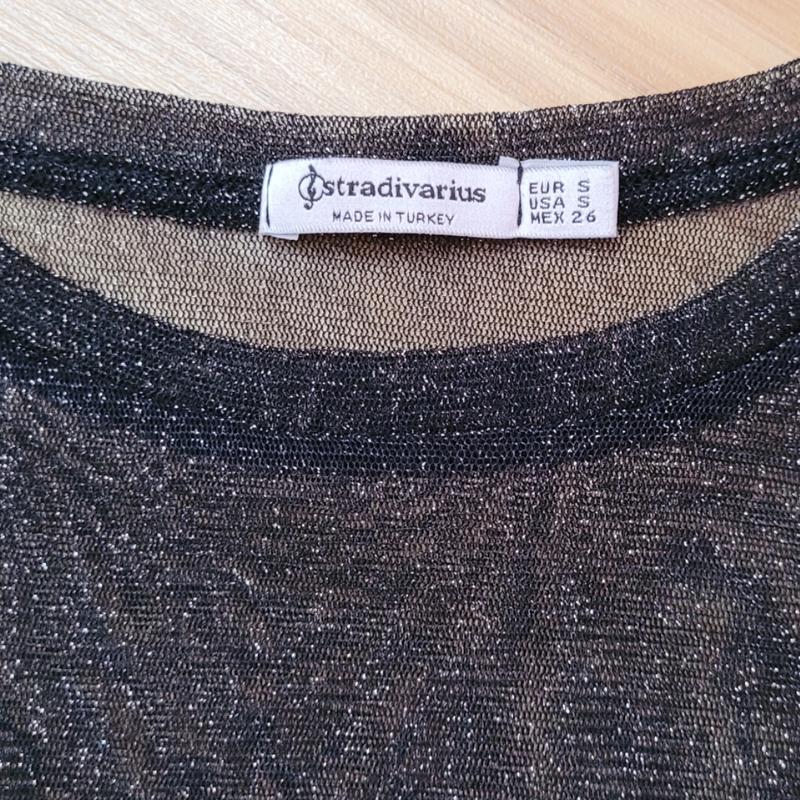 stradivarius
MADE IN TURKEY
EUR S
USA S
MEX 26